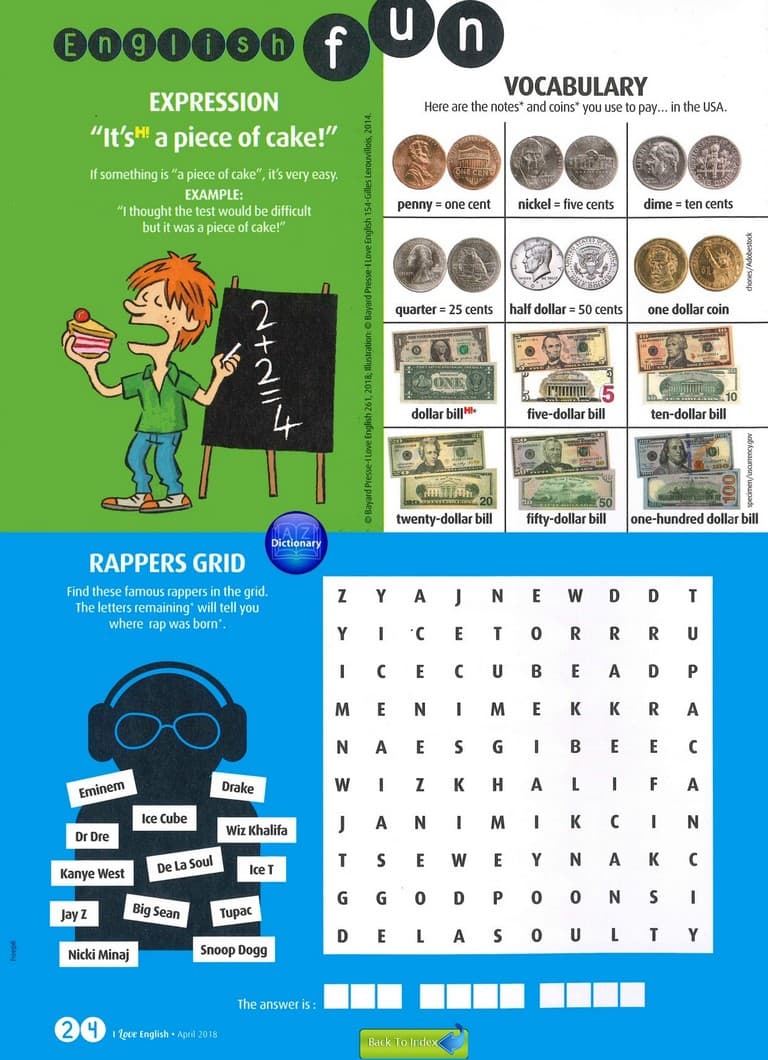 English fun
EXPRESSION
“It's H! a piece of cake!”
If something is “a piece of cake”, it's very easy.
EXAMPLE:
“I thought the test would be difficult
but it was a piece of cake!”
2+2=4
© Bayard Presse-I Love English 261, 2018; Illustration: © Bayard Presse-I Love English 154-Gilles Lerouvillois, 2014.
VOCABULARY
Here are the notes* and coins* you use to pay... in the USA.
penny = one cent
nickel = five cents
dime = ten cents
quarter = 25 cents
half dollar = 50 cents
one dollar coin
chones/Adobestock
dollar bill H!*
five-dollar bill
ten-dollar bill
twenty-dollar bill
fifty-dollar bill
one-hundred dollar bill
specimen/uscurrency.gov
AZ
Dictionary
RAPPERS GRID
Find these famous rappers in the grid.
The letters remaining* will tell you
where rap was born*.
Eminem
Drake
Ice Cube
Dr Dre
Wiz Khalifa
Kanye West
De La Soul
Ice T
Jay Z
Big Sean
Tupac
Nicki Minaj
Snoop Dogg
Z Y A J N E W D D T
Y I C E T O R R R U
I C E C U B E A D P
M E N I M E K K R A
N A E S G I B E E C
W I Z K H A L I F A
J A N I M I K C I N
T S E W E Y N A K C
G G O D P O O N S I
D E L A S O U L T Y
The answer is :
24 I Love English • April 2018
Back To Index
Freepik